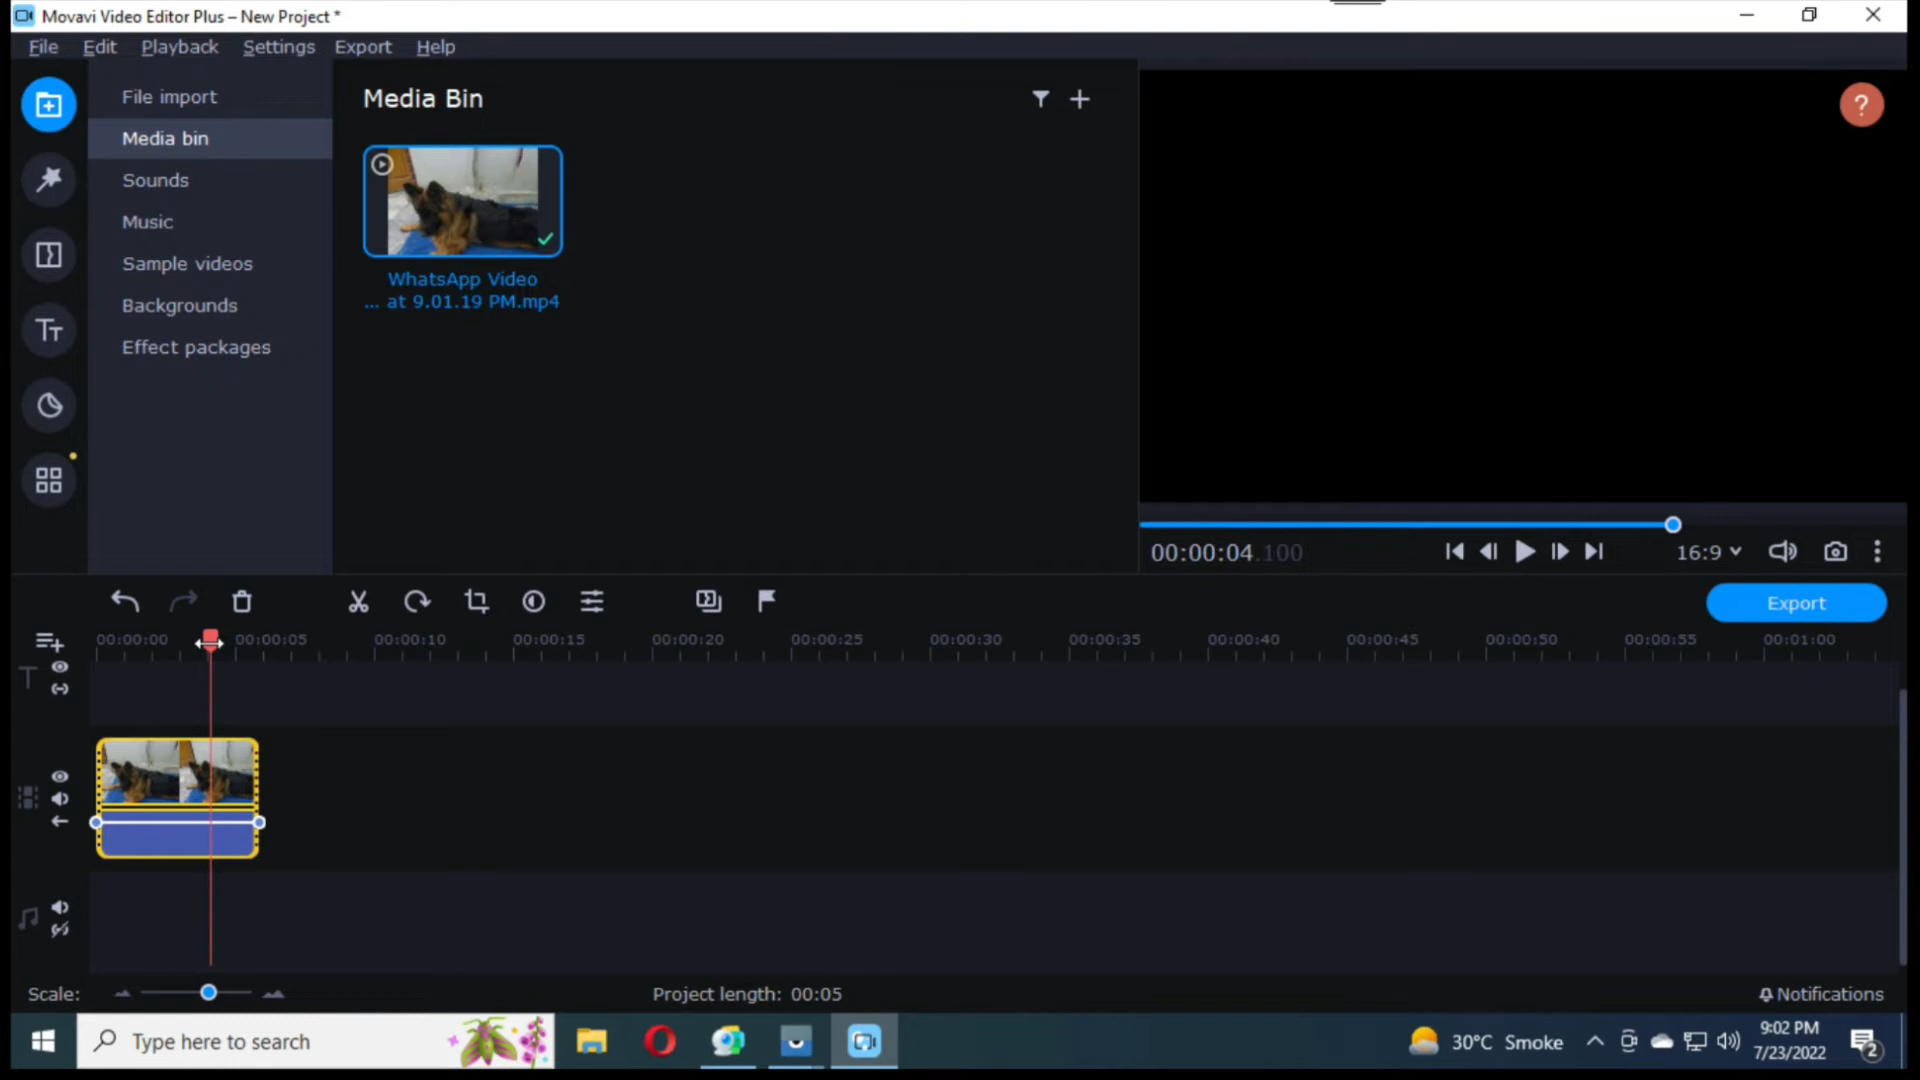 Movavi Video Editor Plus – New Project *
File Edit Playback Settings Export Help
File import
Media bin
Sounds
Music
Sample videos
Backgrounds
Effect packages
Media Bin
WhatsApp Video
... at 9.01.19 PM.mp4
?
00:00:04.100
16:9
Export
00:00:00 00:00:05 00:00:10 00:00:15 00:00:20 00:00:25 00:00:30 00:00:35 00:00:40 00:00:45 00:00:50 00:00:55 00:01:00
Scale:
Project length: 00:05
Notifications
Type here to search
30°C Smoke
9:02 PM
7/23/2022
2